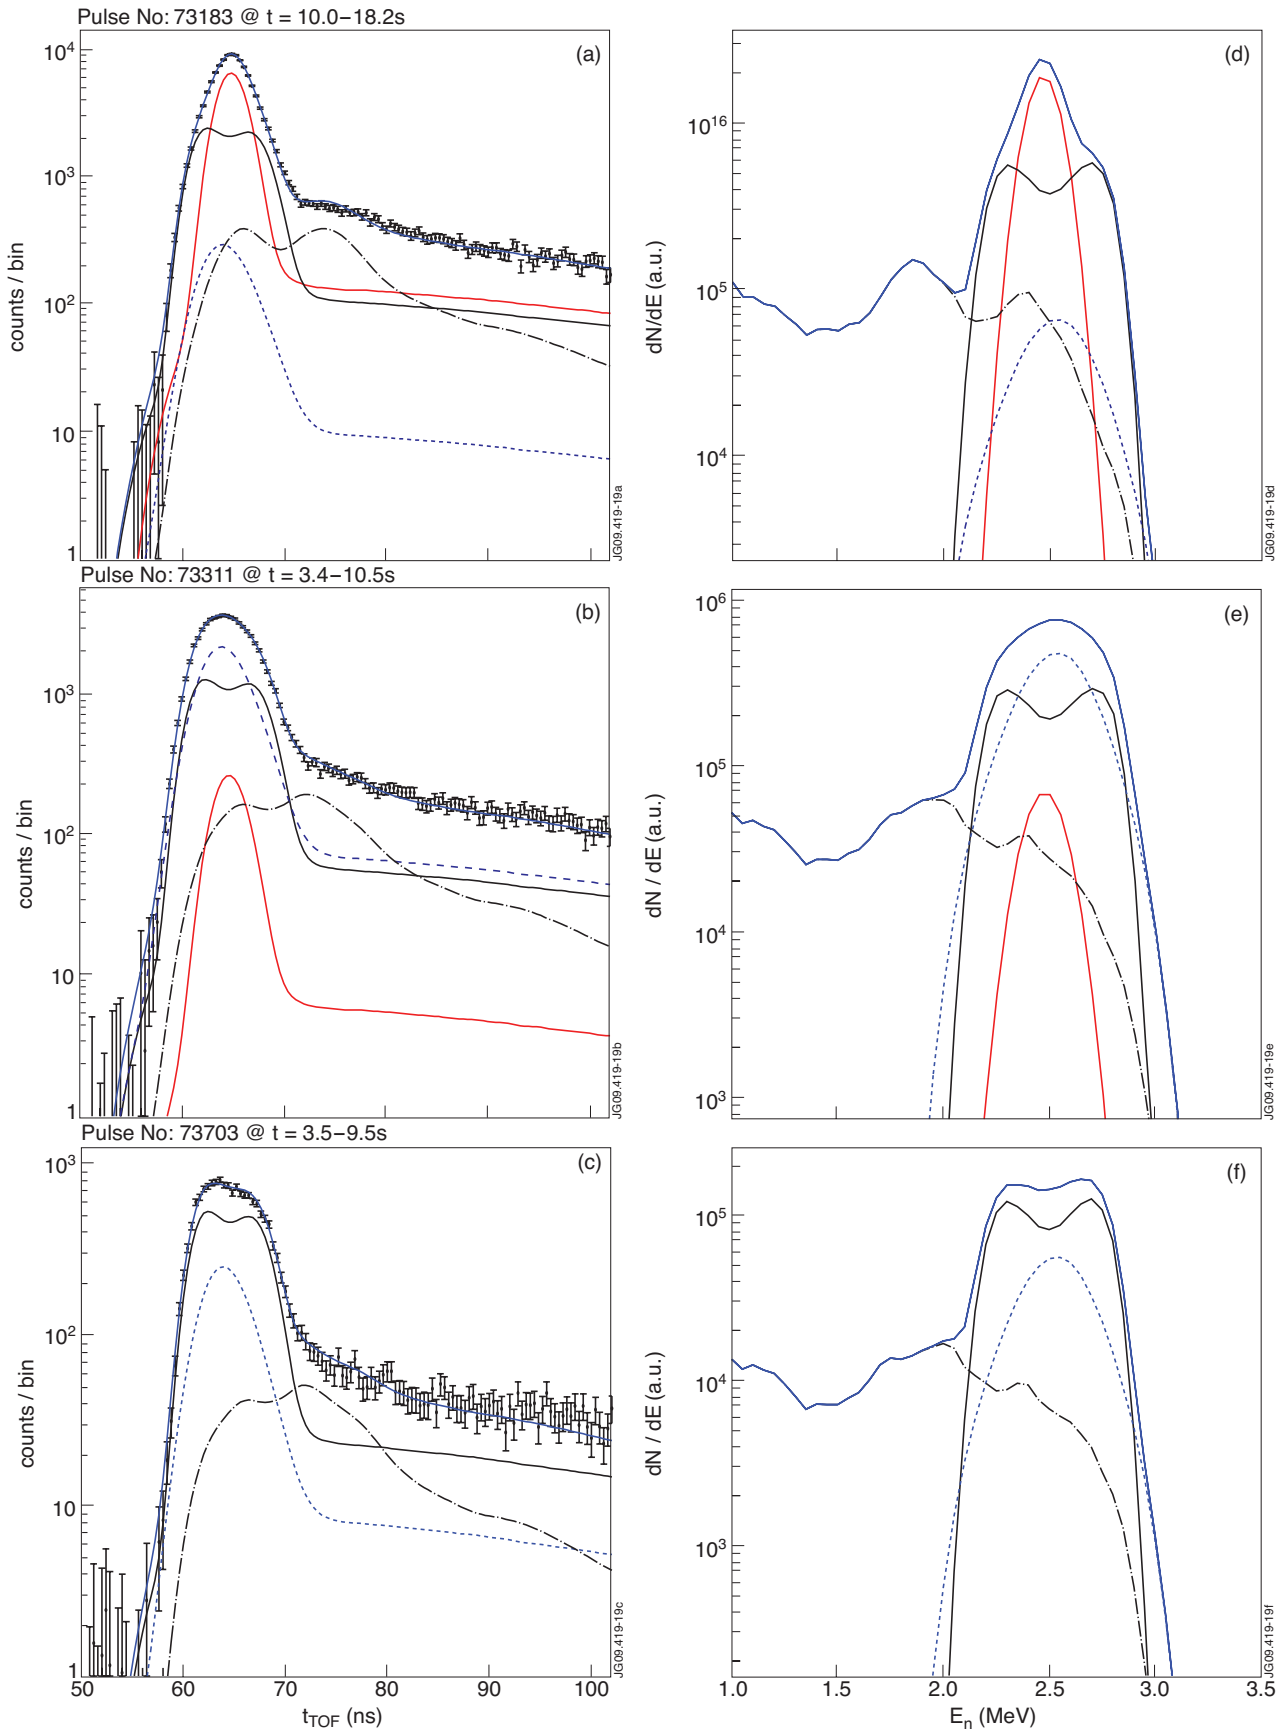 Pulse No: 73183 @ t = 10.0–18.2s
(a)
10^4
10^3
10^2
10
1
counts / bin
JG09.419-19a
(d)
10^16
10^5
10^4
dN/dE (a.u.)
JG09.419-19d
Pulse No: 73311 @ t = 3.4–10.5s
(b)
10^3
10^2
10
1
counts / bin
JG09.419-19b
(e)
10^6
10^5
10^4
10^3
dN / dE (a.u.)
JG09.419-19e
Pulse No: 73703 @ t = 3.5–9.5s
(c)
10^3
10^2
10
1
counts / bin
JG09.419-19c
50 60 70 80 90 100
t_TOF (ns)
(f)
10^5
10^4
10^3
dN / dE (a.u.)
JG09.419-19f
1.0 1.5 2.0 2.5 3.0 3.5
E_n (MeV)